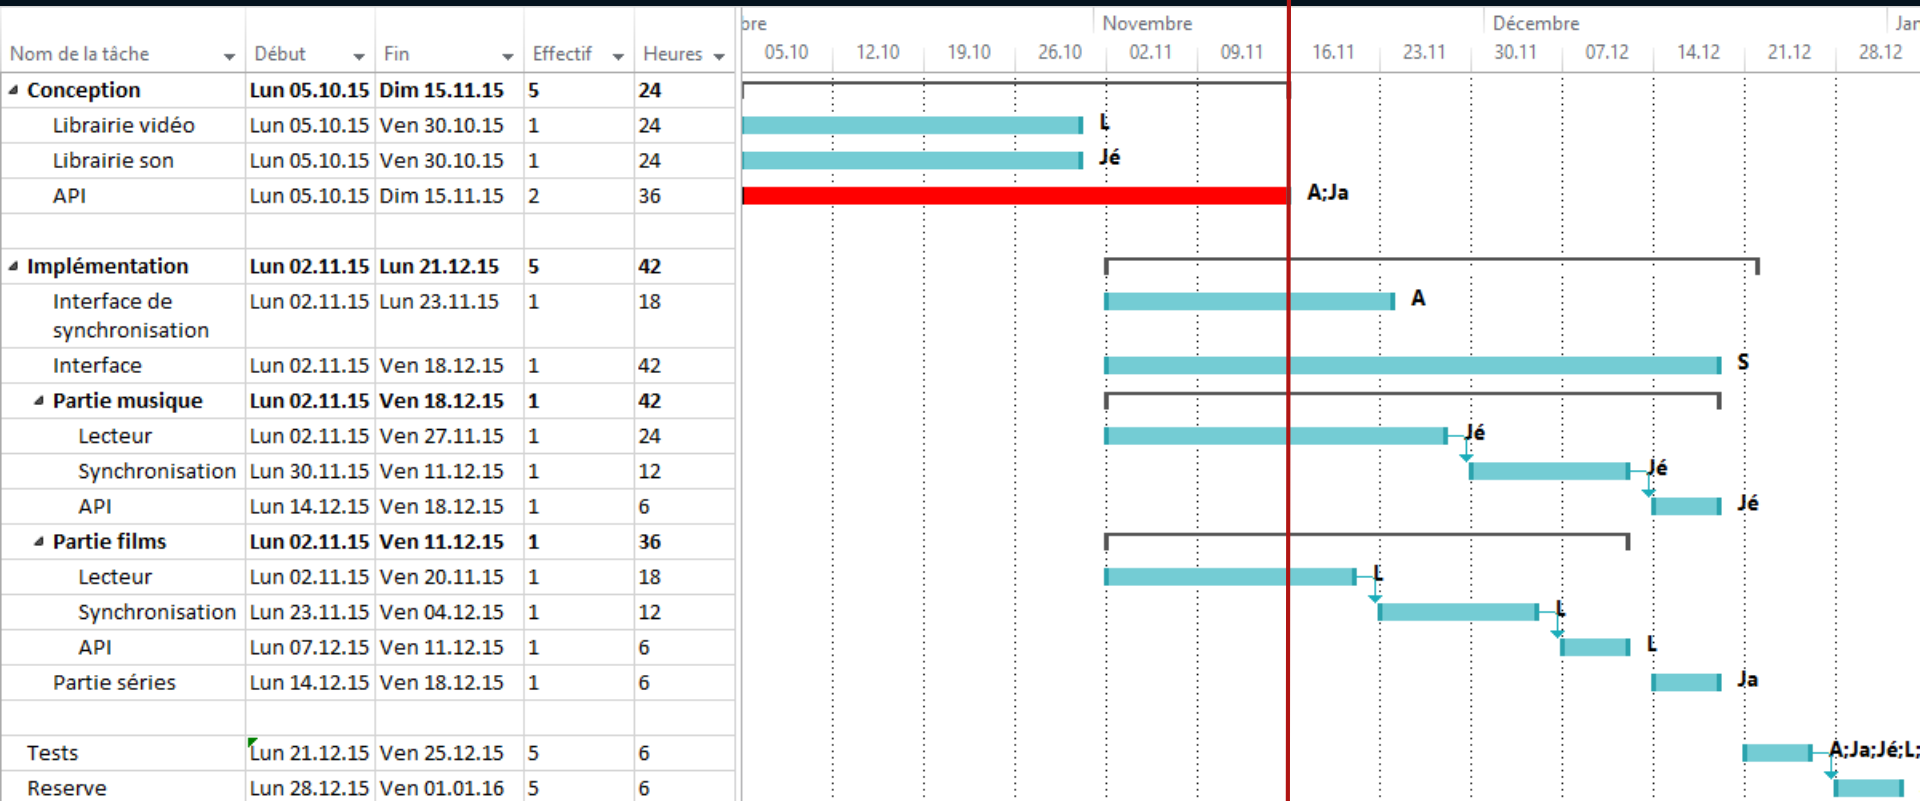 bre Novembre Décembre Jan
Nom de la tâche Début Fin Effectif Heures 05.10 12.10 19.10 26.10 02.11 09.11 16.11 23.11 30.11 07.12 14.12 21.12 28.12
Conception Lun 05.10.15 Dim 15.11.15 5 24
Librairie vidéo Lun 05.10.15 Ven 30.10.15 1 24 L
Librairie son Lun 05.10.15 Ven 30.10.15 1 24 Jé
API Lun 05.10.15 Dim 15.11.15 2 36 A;Ja
Implémentation Lun 02.11.15 Lun 21.12.15 5 42
Interface de Lun 02.11.15 Lun 23.11.15 1 18 A
synchronisation
Interface Lun 02.11.15 Ven 18.12.15 1 42 S
Partie musique Lun 02.11.15 Ven 18.12.15 1 42
Lecteur Lun 02.11.15 Ven 27.11.15 1 24 Jé
Synchronisation Lun 30.11.15 Ven 11.12.15 1 12 Jé
API Lun 14.12.15 Ven 18.12.15 1 6 Jé
Partie films Lun 02.11.15 Ven 11.12.15 1 36
Lecteur Lun 02.11.15 Ven 20.11.15 1 18 L
Synchronisation Lun 23.11.15 Ven 04.12.15 1 12 L
API Lun 07.12.15 Ven 11.12.15 1 6 L
Partie séries Lun 14.12.15 Ven 18.12.15 1 6 Ja
Tests Lun 21.12.15 Ven 25.12.15 5 6 A;Ja;Jé;L;
Reserve Lun 28.12.15 Ven 01.01.16 5 6